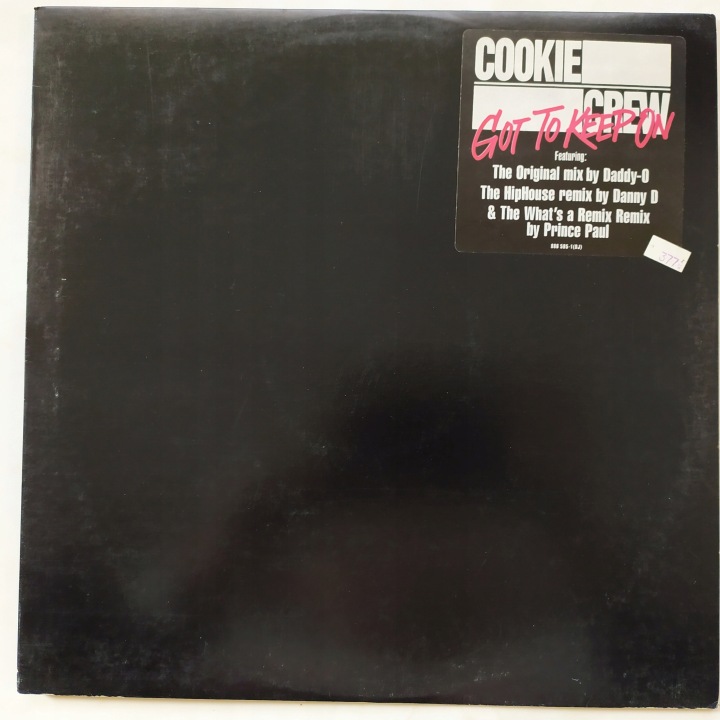 COOKIE
CREW
GOT TO KEEP ON
Featuring:
The Original mix by Daddy-O
The HipHouse remix by Danny D
& The What's a Remix Remix
by Prince Paul